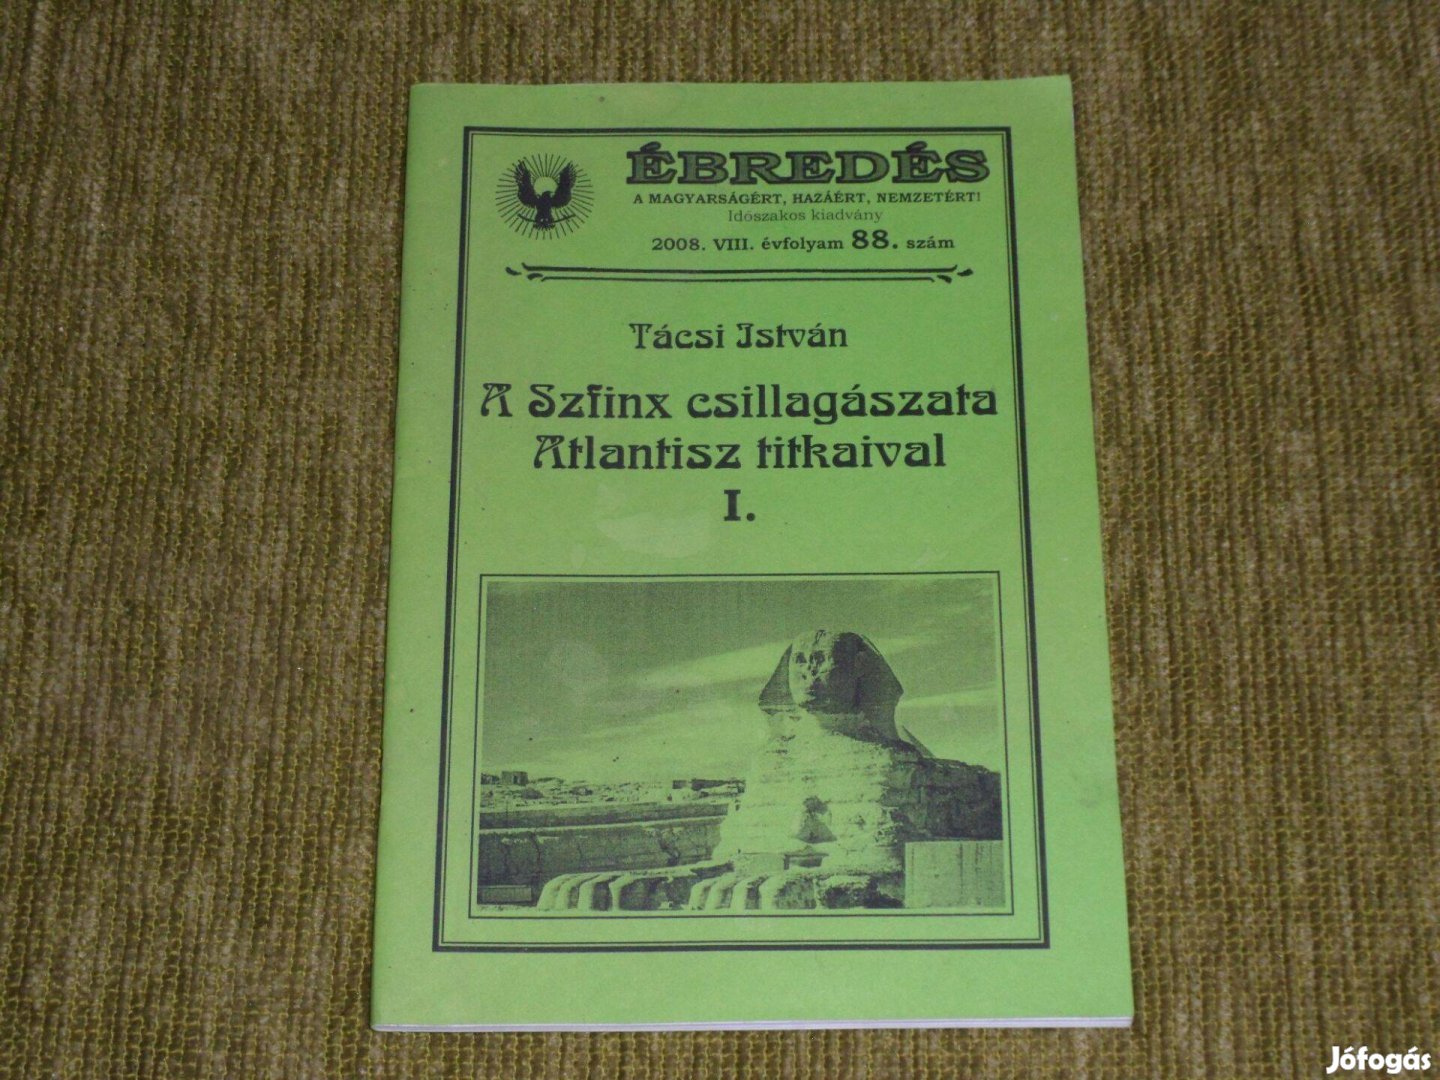 ÉBREDÉS
A MAGYARSÁGÉRT, HAZÁÉRT, NEMZETÉRT!
Időszakos kiadvány
2008. VIII. évfolyam 88. szám
Tácsi István
A Szfinx csillagászata
Atlantisz titkaival
I.
Jófogás